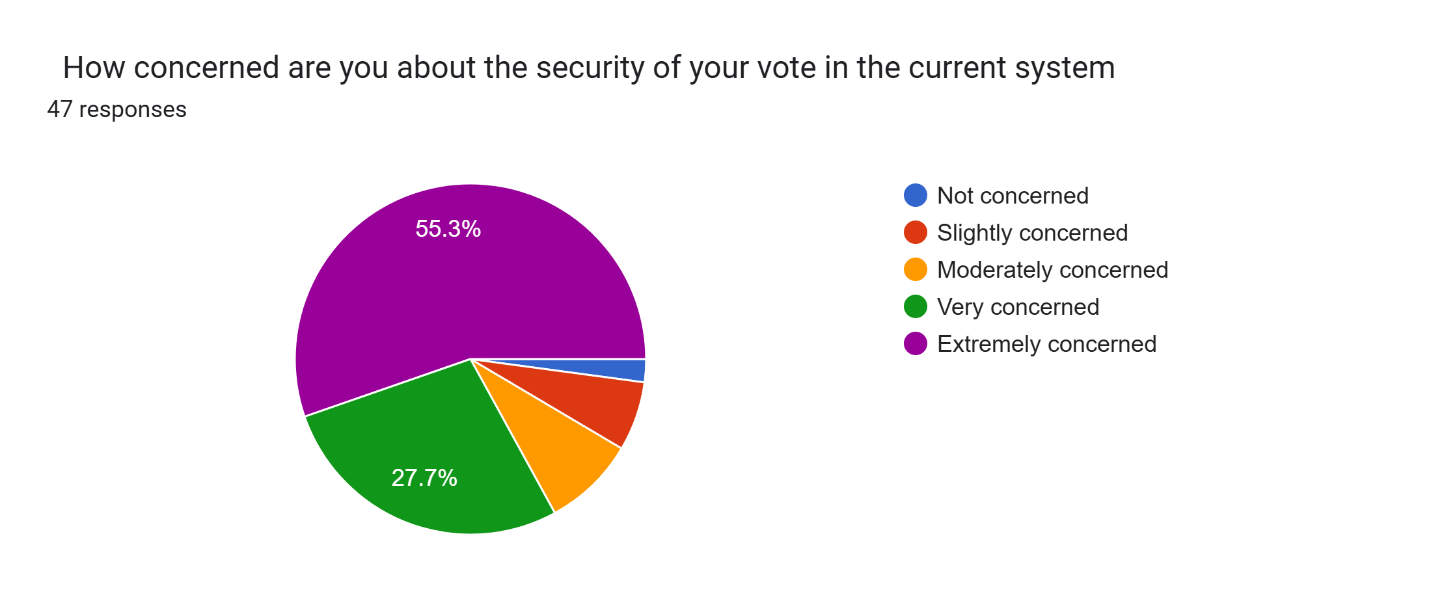 How concerned are you about the security of your vote in the current system
47 responses
55.3%
27.7%
Not concerned
Slightly concerned
Moderately concerned
Very concerned
Extremely concerned